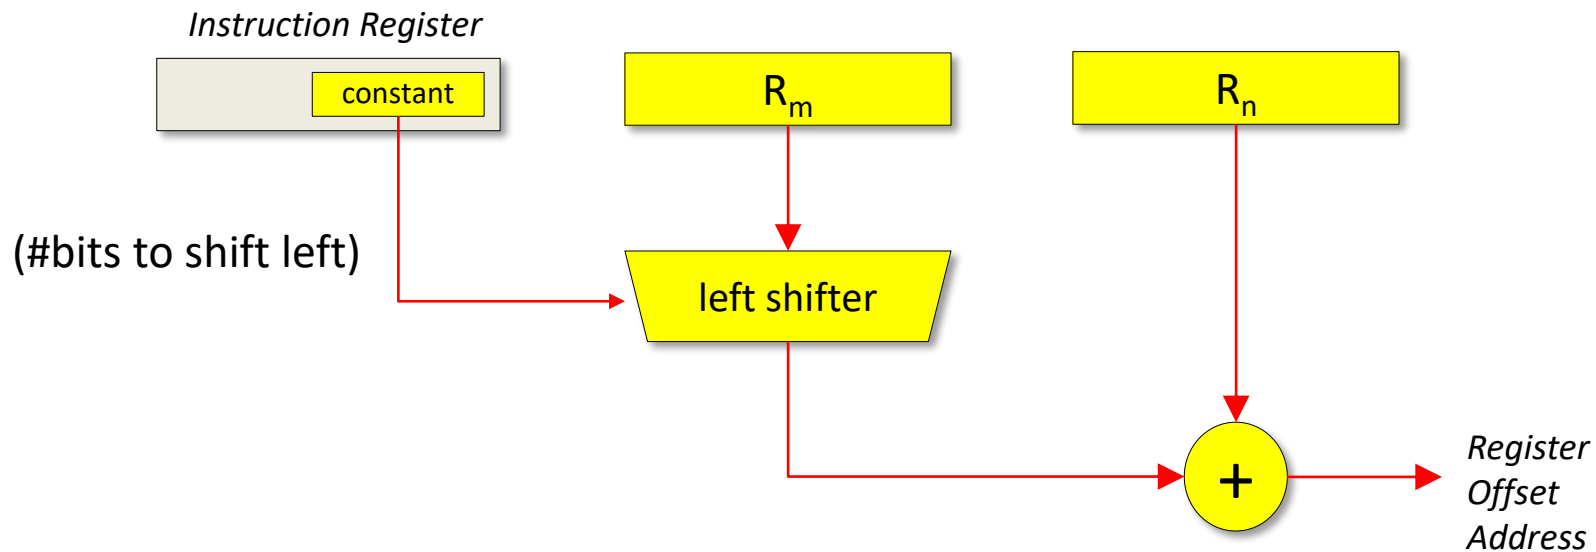 Instruction Register
constant
Rₘ
Rₙ
(#bits to shift left)
left shifter
+
Register
Offset
Address